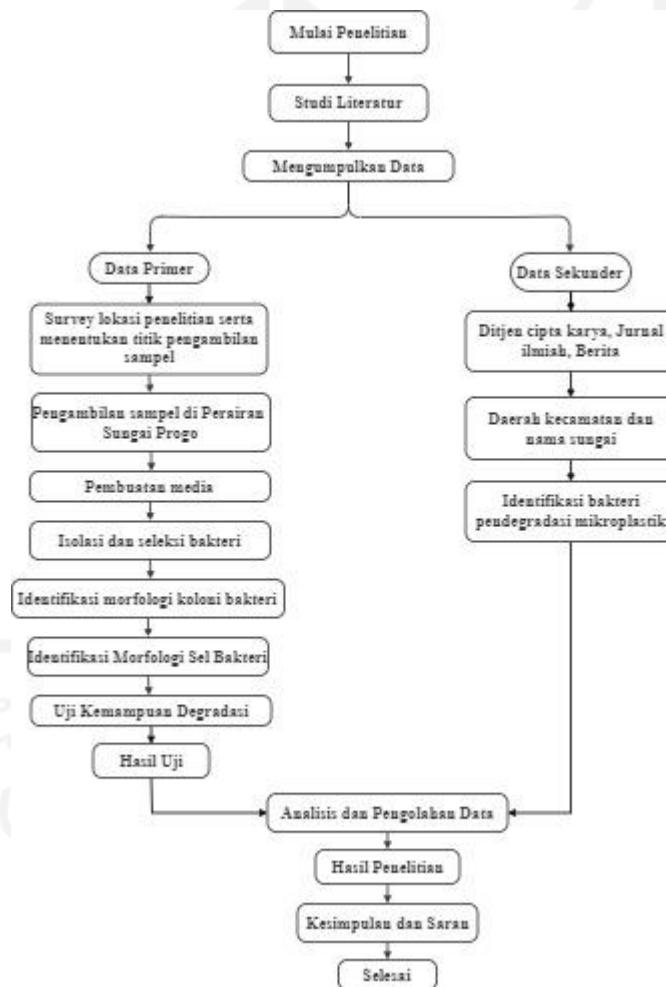 Mulai Penelitian
Studi Literatur
Mengumpulkan Data
Data Primer
Survey lokasi penelitian serta
menentukan titik pengambilan
sampel
Pengambilan sampel di Perairan
Sungai Progo
Pembuatan media
Isolasi dan seleksi bakteri
Identifikasi morfologi koloni bakteri
Identifikasi Morfologi Sel Bakteri
Uji Kemampuan Degradasi
Hasil Uji
Data Sekunder
Ditjen cipta karya, Jurnal
ilmiah, Berita
Daerah kecamatan dan
nama sungai
Identifikasi bakteri
pendegradasi mikroplastik
Analisis dan Pengolahan Data
Hasil Penelitian
Kesimpulan dan Saran
Selesai